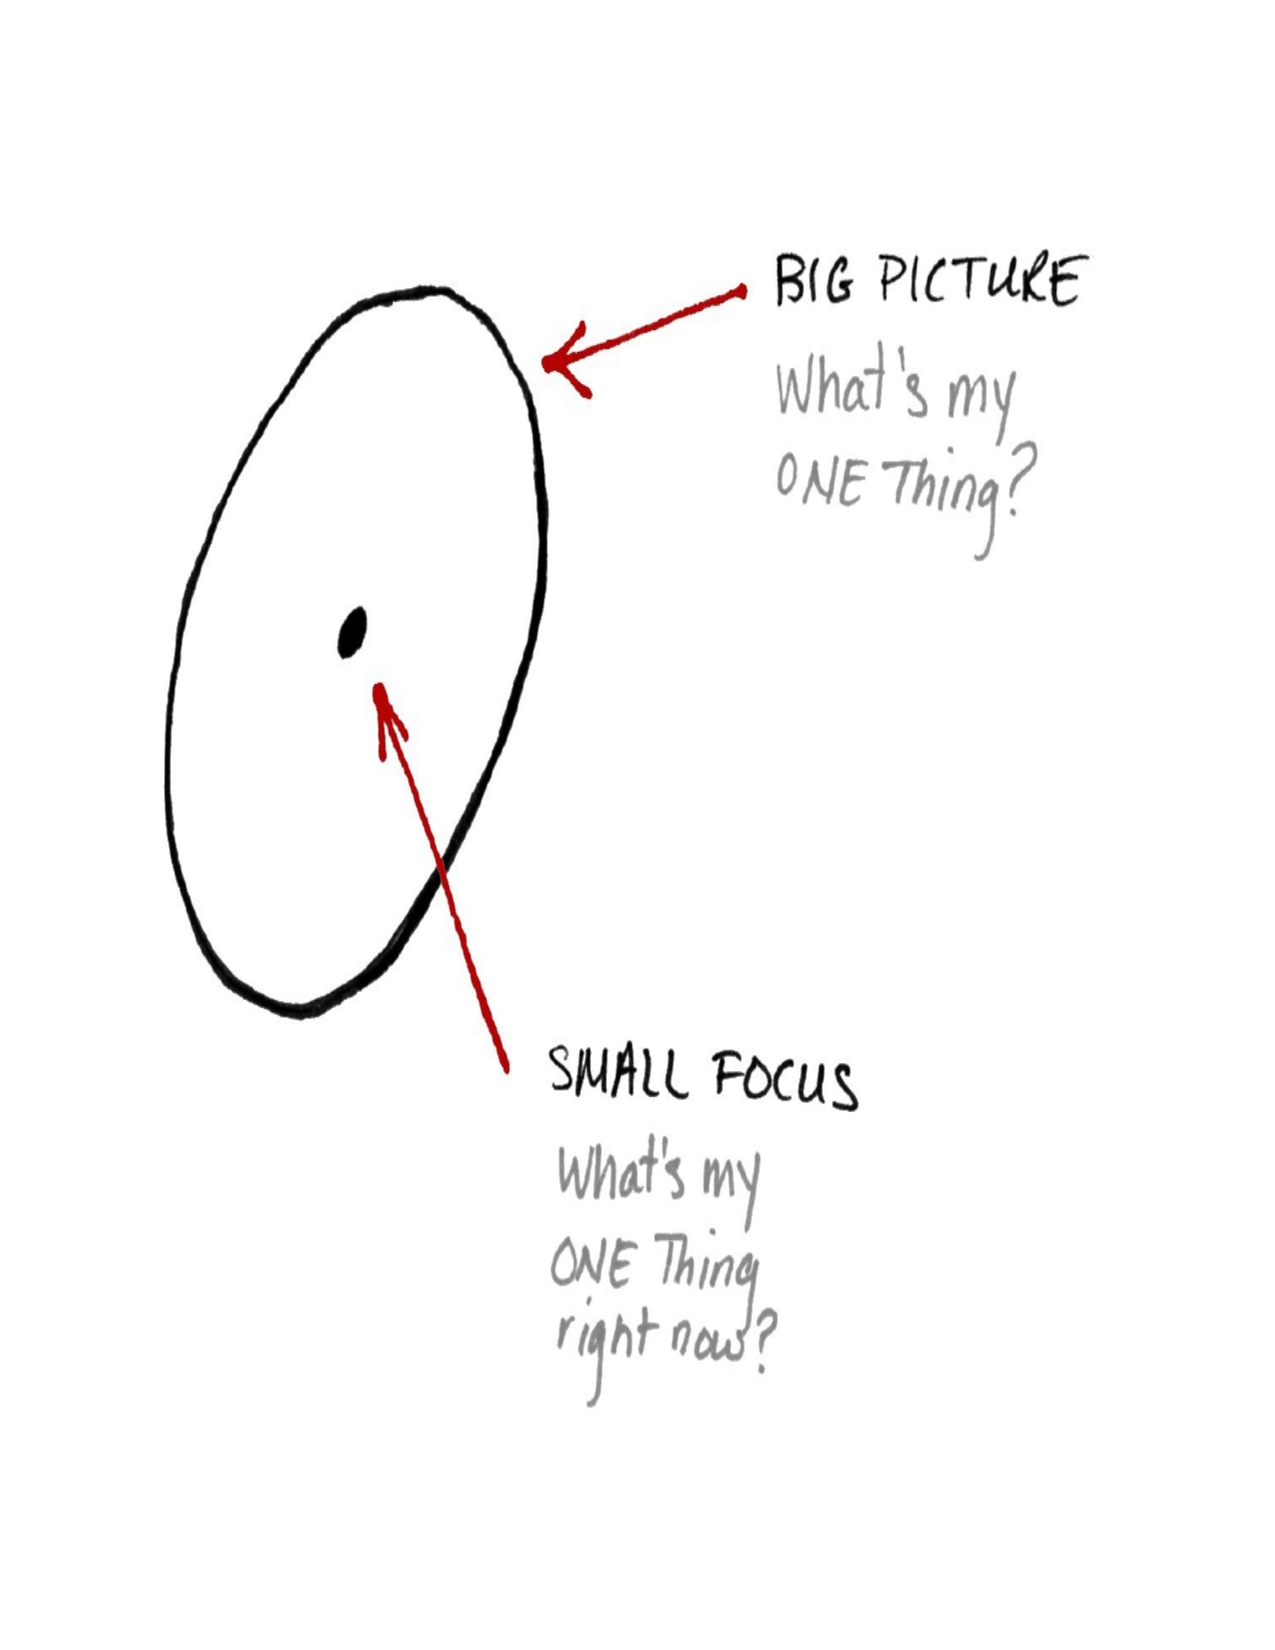 BIG PICTURE
What's my
ONE Thing?
SMALL FOCUS
What's my
ONE Thing
right now?